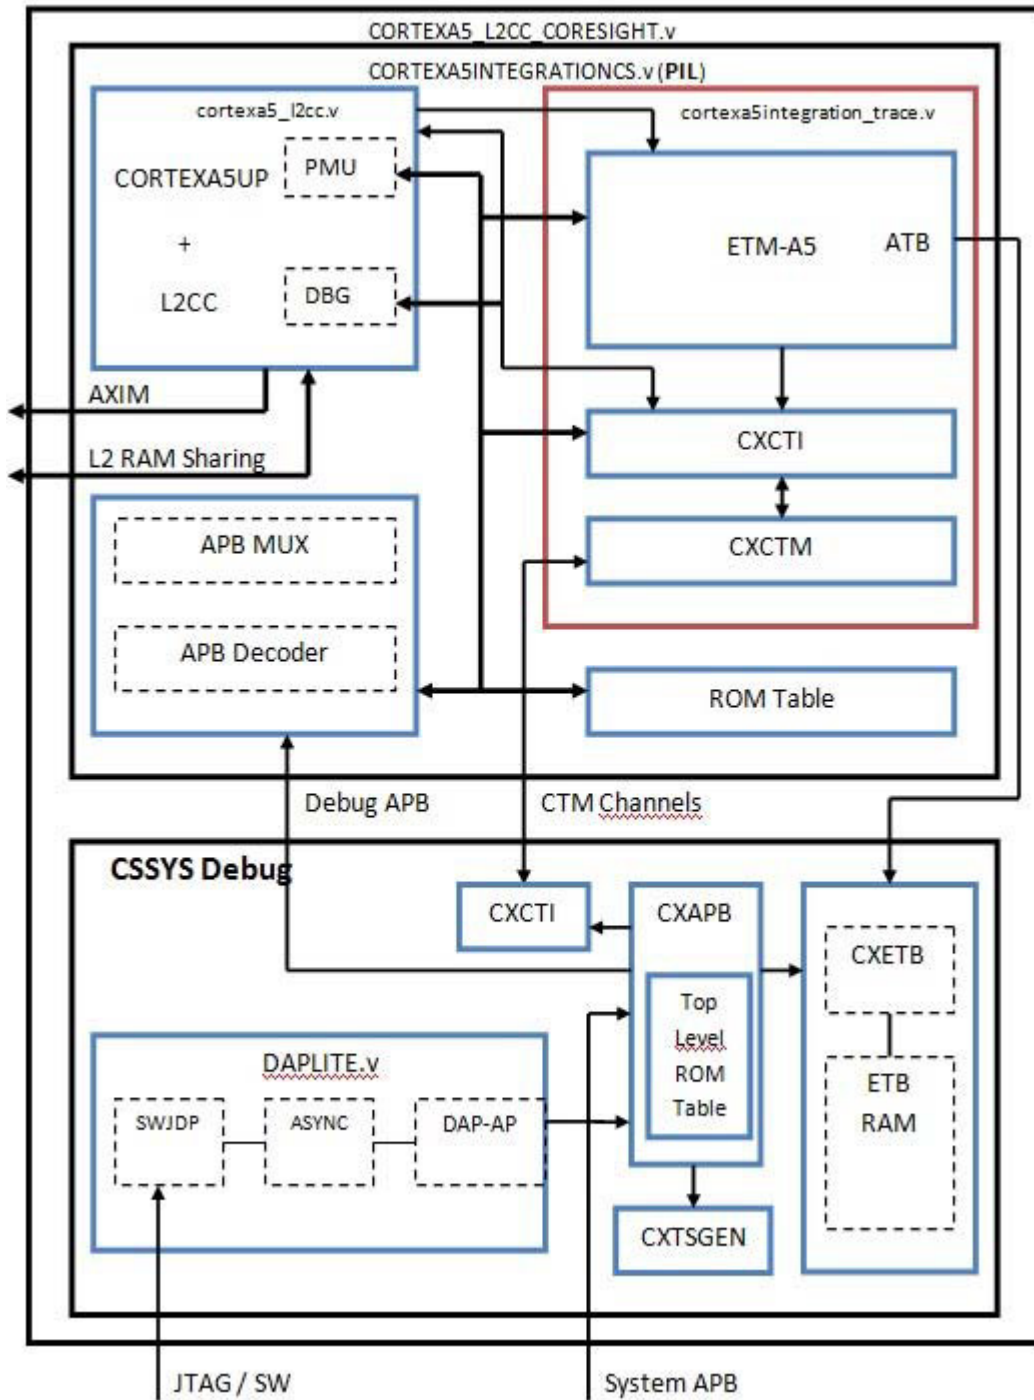 CORTEXA5_L2CC_CORESIGHT.v
CORTEXA5INTEGRATIONCS.v (PIL)
cortexa5_l2cc.v
cortexa5integration_trace.v
PMU
CORTEXA5UP
+
L2CC
DBG
ETM-A5
ATB
AXIM
CXCTI
L2 RAM Sharing
CXCTM
APB MUX
APB Decoder
ROM Table
Debug APB
CTM Channels
CSSYS Debug
CXCTI
CXAPB
CXETB
Top
Level
ROM
Table
ETB
RAM
DAPLITE.v
SWJDP
ASYNC
DAP-AP
CXTSGEN
JTAG / SW
System APB